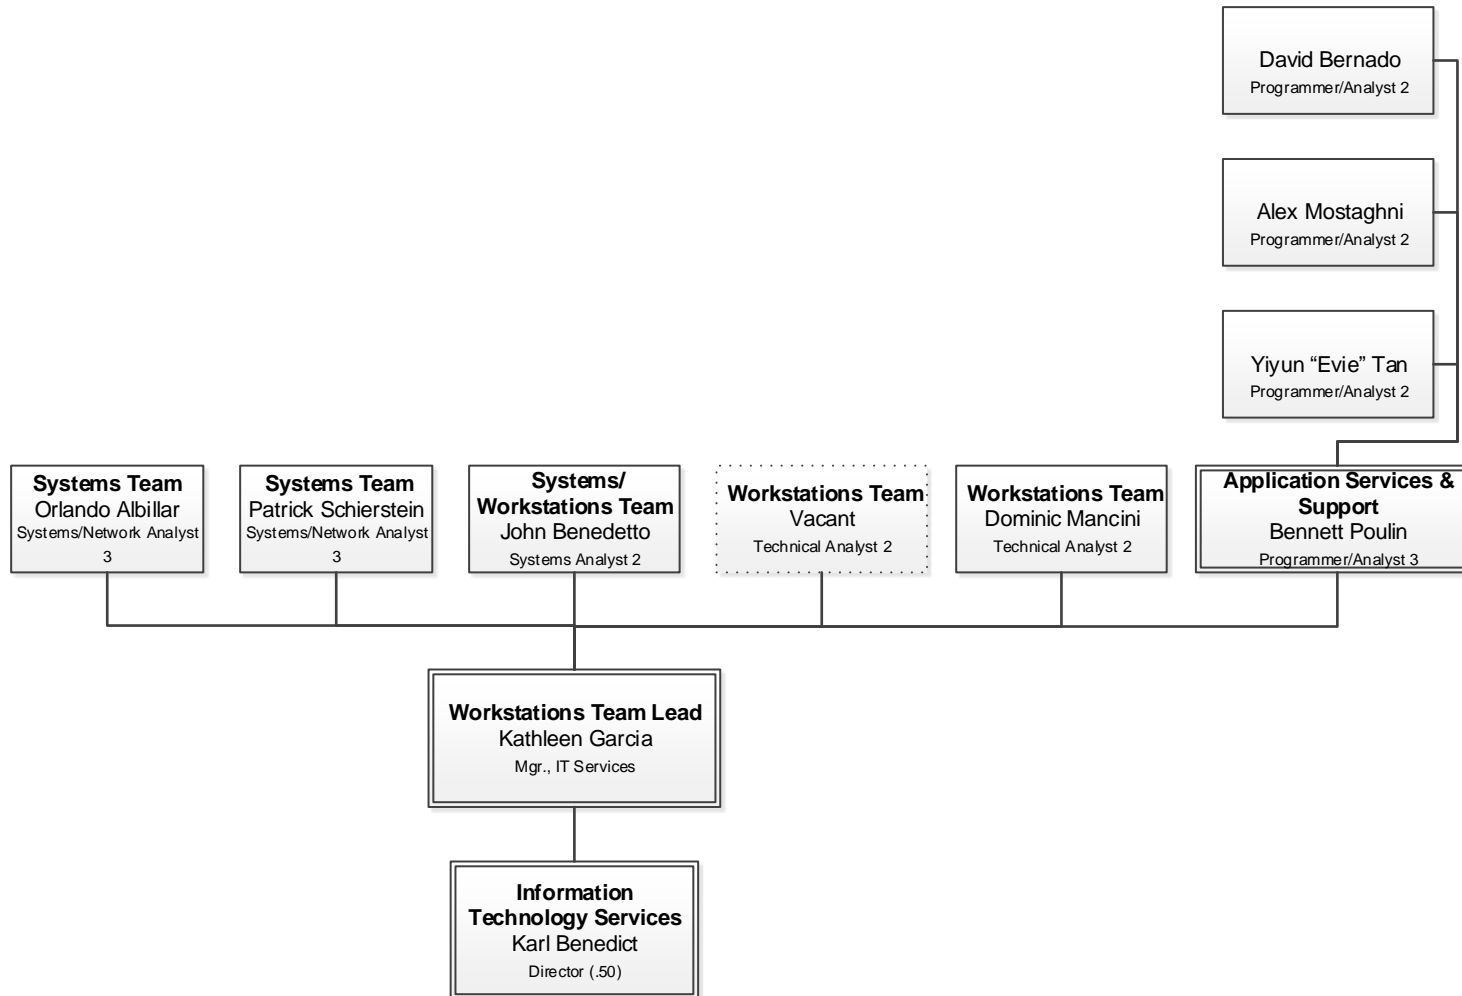 David Bernado
Programmer/Analyst 2
Alex Mostaghni
Programmer/Analyst 2
Yiyun “Evie” Tan
Programmer/Analyst 2
Systems Team
Orlando Albillar
Systems/Network Analyst
3
Systems Team
Patrick Schierstein
Systems/Network Analyst
3
Systems/
Workstations Team
John Benedetto
Systems Analyst 2
Workstations Team
Vacant
Technical Analyst 2
Workstations Team
Dominic Mancini
Technical Analyst 2
Application Services &
Support
Bennett Poulin
Programmer/Analyst 3
Workstations Team Lead
Kathleen Garcia
Mgr., IT Services
Information
Technology Services
Karl Benedict
Director (.50)